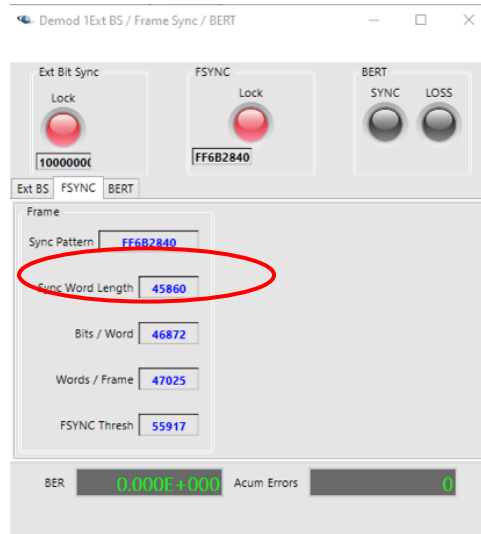 Demod 1Ext BS / Frame Sync / BERT
Ext Bit Sync
FSYNC
BERT
Lock
Lock
SYNC LOSS
1000000(
FF6B2840
Ext BS FSYNC BERT
Frame
Sync Pattern FF6B2840
Sync Word Length 45860
Bits / Word 46872
Words / Frame 47025
FSYNC Thresh 55917
BER 0.000E+000 Acum Errors 0